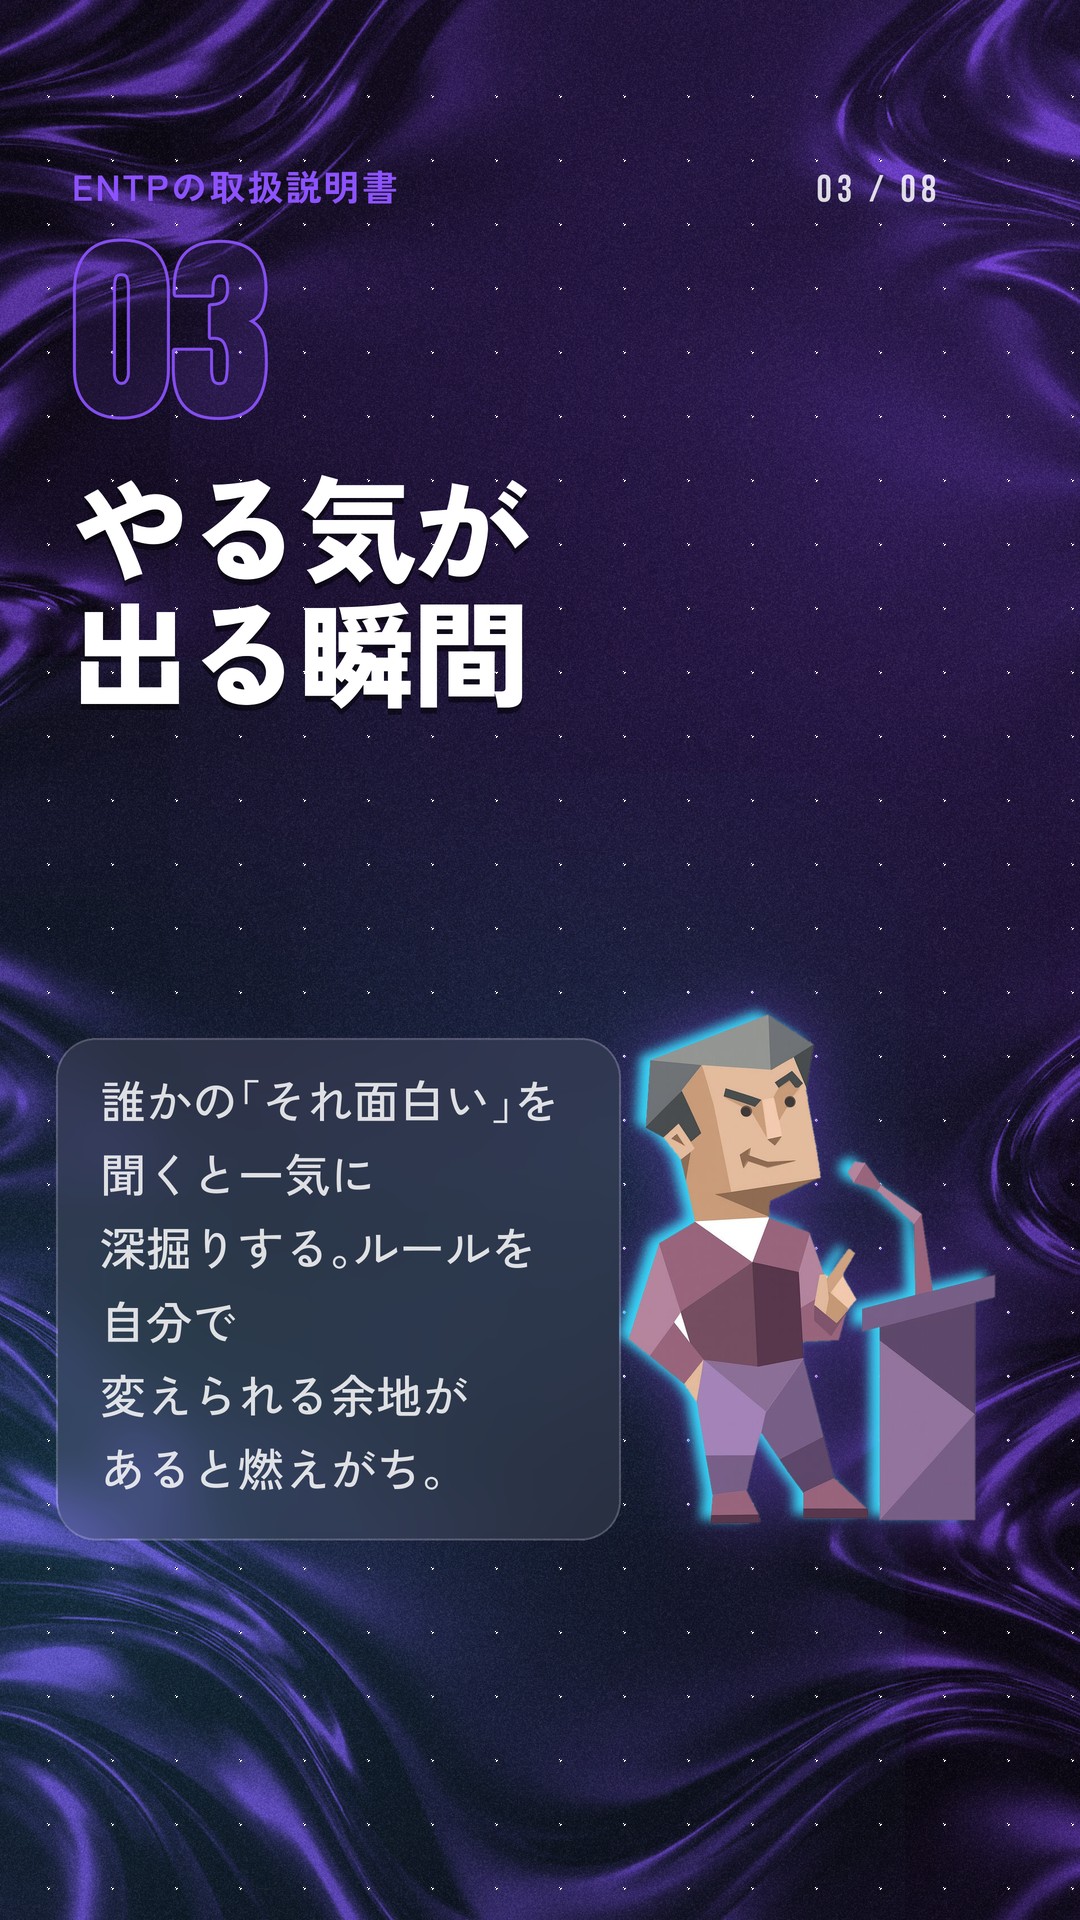 ENTPの取扱説明書
03 / 08
03
やる気が
出る瞬間
誰かの「それ面白い」を
聞くと一気に
深掘りする。ルールを
自分で
変えられる余地が
あると燃えがち。